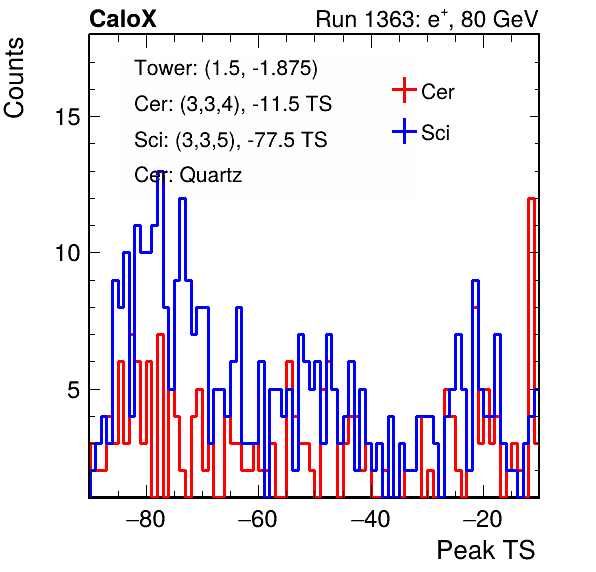 CaloX Run 1363: e⁺, 80 GeV
Counts
Tower: (1.5, -1.875)
Cer: (3,3,4), -11.5 TS
Sci: (3,3,5), -77.5 TS
Cer: Quartz
Cer
Sci
15
10
5
−80 −60 −40 −20
Peak TS